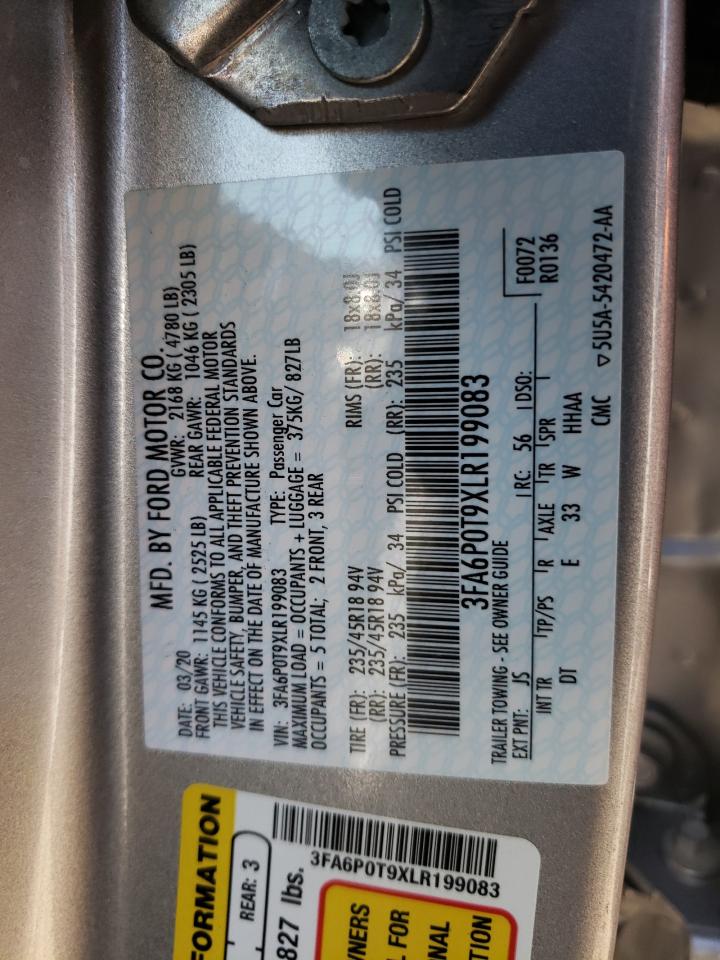 MFD. BY FORD MOTOR CO.
DATE: 03/20 GVWR: 2168 KG ( 4780 LB)
FRONT GAWR: 1145 KG ( 2525 LB) REAR GAWR: 1046 KG ( 2305 LB)
THIS VEHICLE CONFORMS TO ALL APPLICABLE FEDERAL MOTOR
VEHICLE SAFETY, BUMPER, AND THEFT PREVENTION STANDARDS
IN EFFECT ON THE DATE OF MANUFACTURE SHOWN ABOVE.
VIN: 3FA6P0T9XLR199083 TYPE: Passenger Car
MAXIMUM LOAD = OCCUPANTS + LUGGAGE = 375KG/ 827LB
OCCUPANTS = 5 TOTAL; 2 FRONT, 3 REAR
TIRE (FR): 235/45R18 94V RIMS (FR): 18x8.0J
(RR): 235/45R18 94V (RR): 18x8.0J
PRESSURE (FR): 235 kPa/ 34 PSI COLD (RR): 235 kPa/ 34 PSI COLD
3FA6P0T9XLR199083
TRAILER TOWING - SEE OWNER GUIDE
F0072
EXT PNT: JS RC: 56 DSO: R0136
INT TR TP/PS R AXLE TR SPR
DT E 33 W HHAA
CMC ▽5U5A-5420472-AA
FORMATION
REAR: 3
827 lbs.
3FA6P0T9XLR199083
WNERS
L FOR
NAL
TION